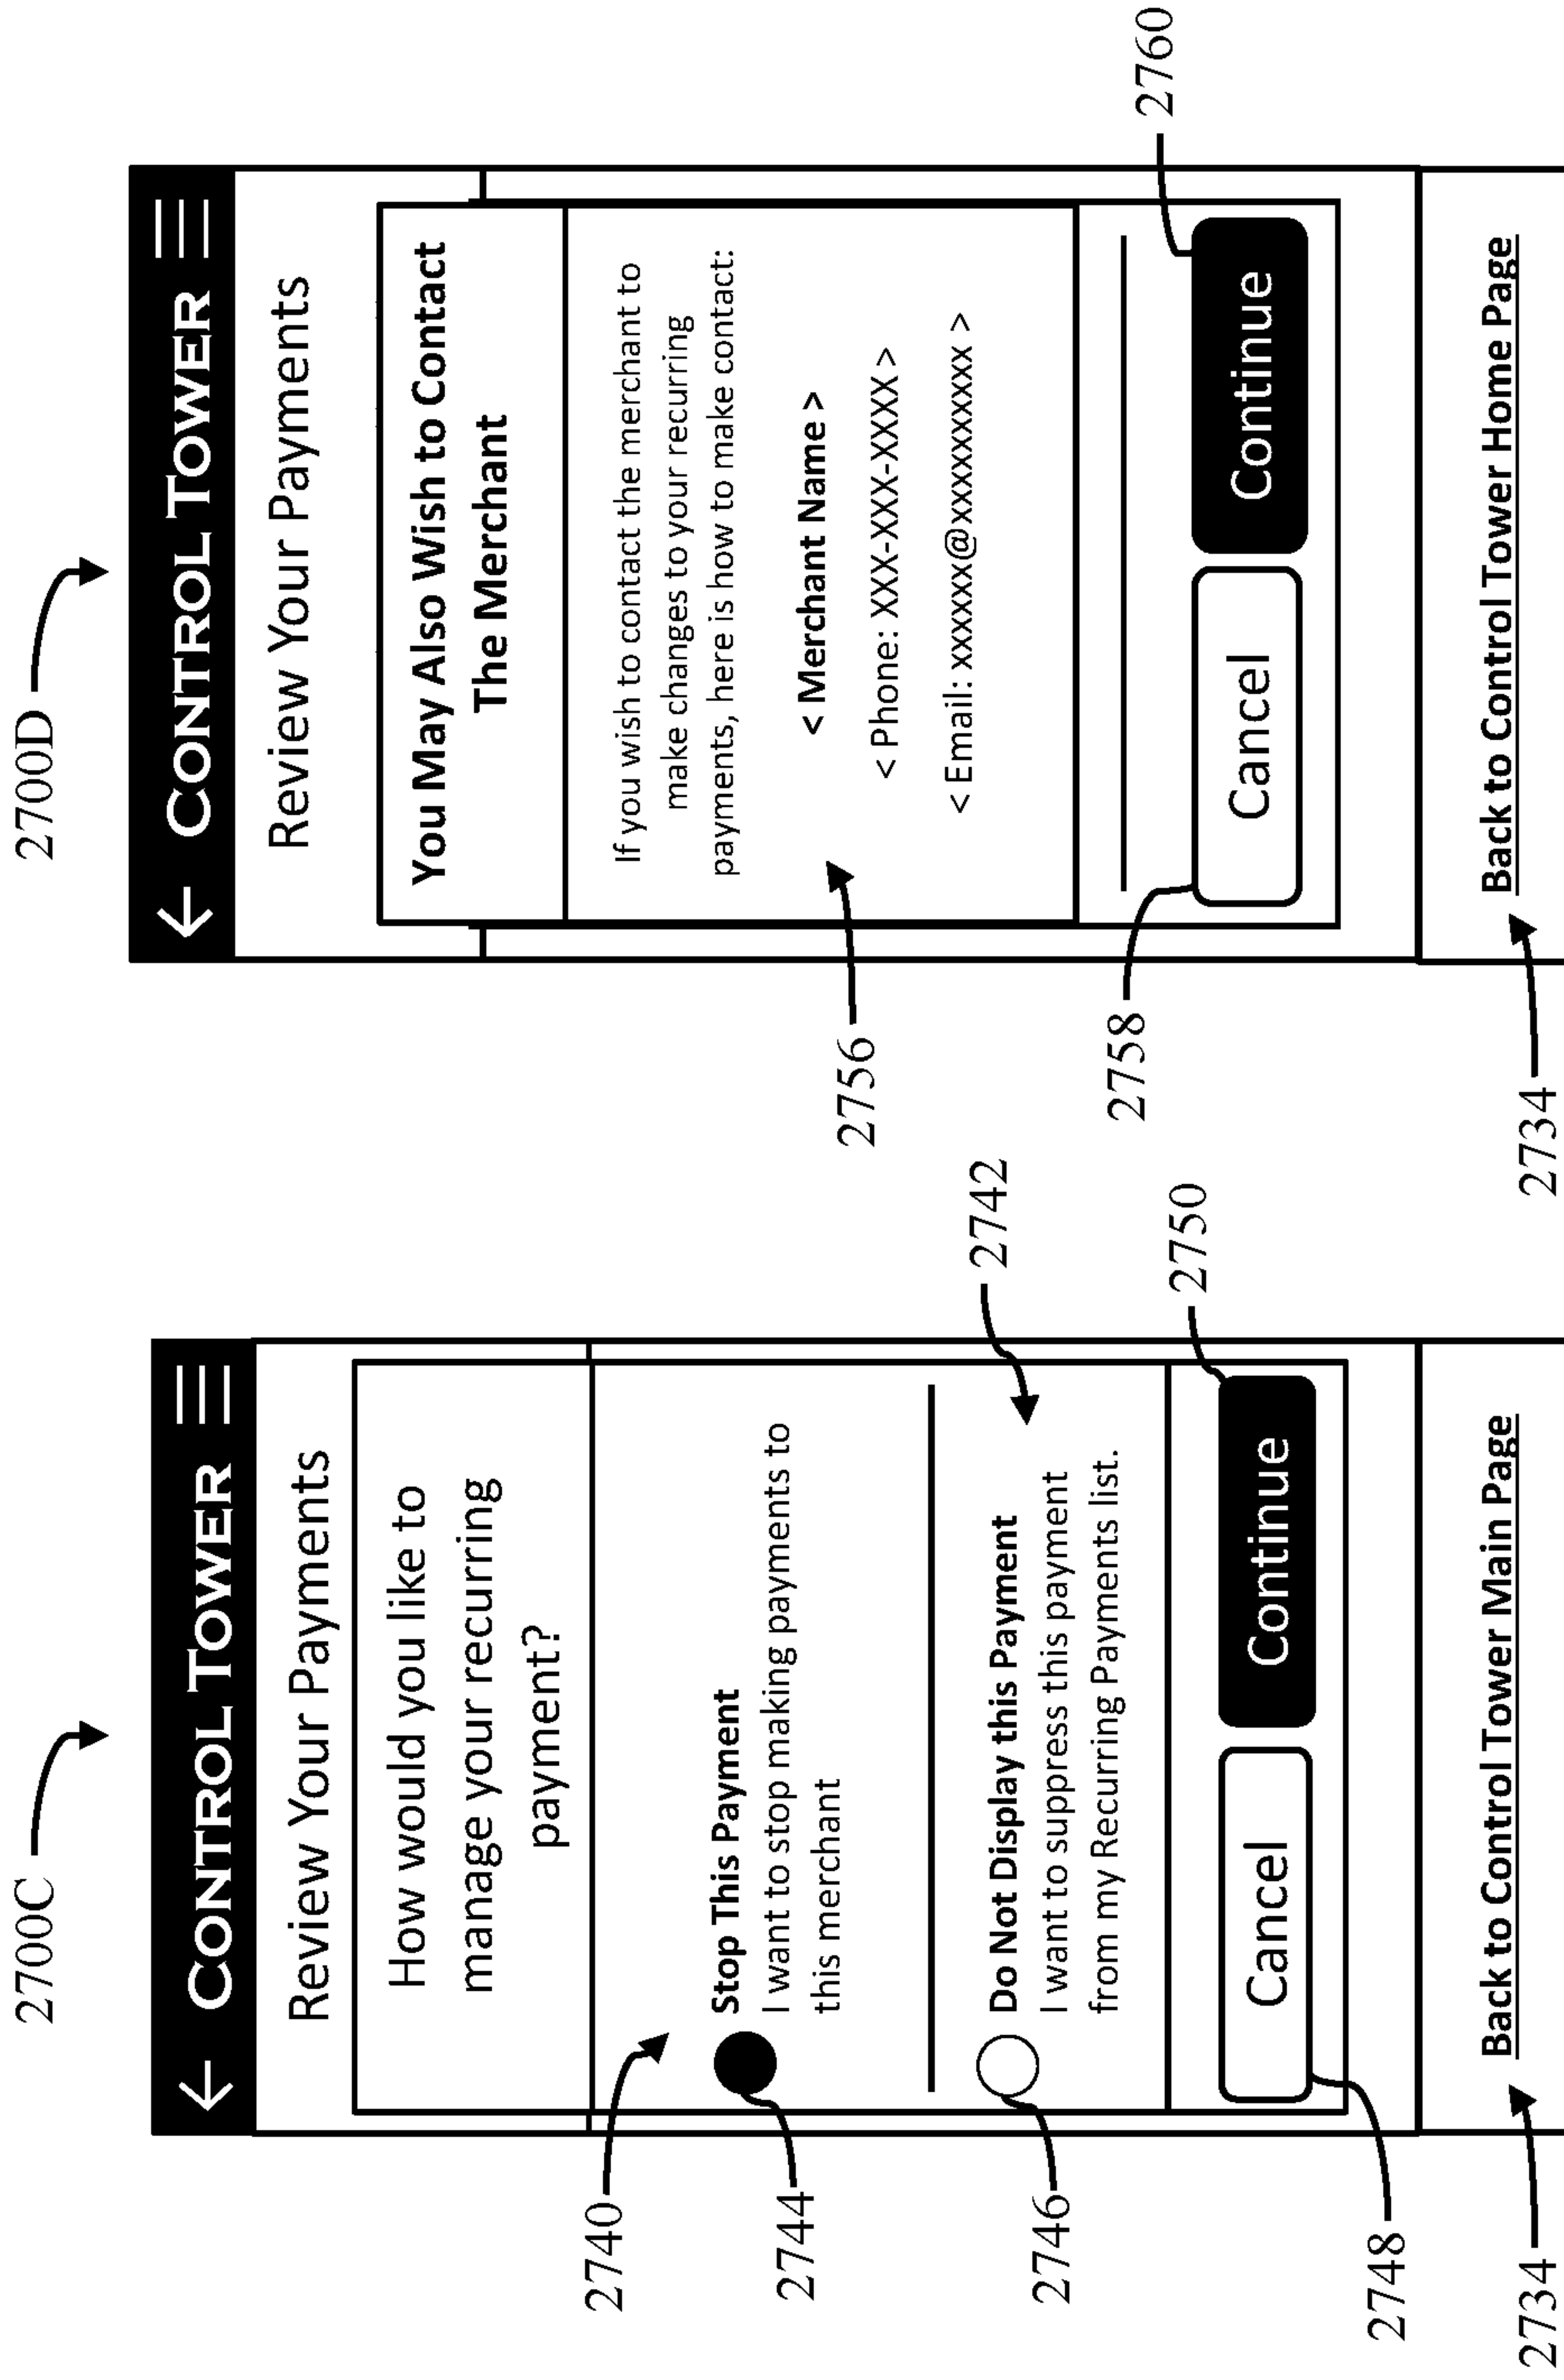 2700C
← CONTROL TOWER
Review Your Payments
How would you like to
manage your recurring
payment?
2740
Stop This Payment
I want to stop making payments to
this merchant
2744
2742
Do Not Display this Payment
I want to suppress this payment
from my Recurring Payments list.
2746
2750
Cancel
Continue
2748
Back to Control Tower Main Page
2734
2700D
← CONTROL TOWER
Review Your Payments
You May Also Wish to Contact
The Merchant
If you wish to contact the merchant to
make changes to your recurring
payments, here is how to make contact:
< Merchant Name >
2756
< Phone: XXX-XXX-XXXX >
< Email: xxxxx@xxxxxxxxx >
2758
2760
Cancel
Continue
Back to Control Tower Home Page
2734